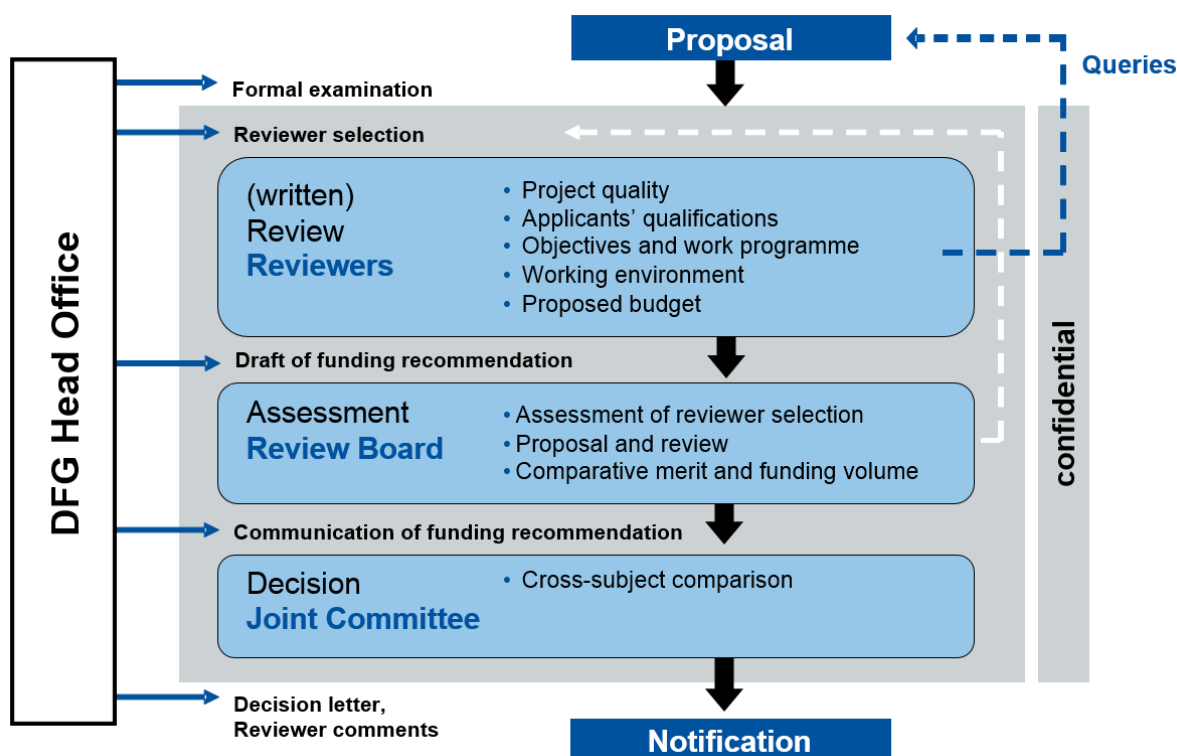 Proposal
Queries
DFG Head Office
Formal examination
Reviewer selection
(written)
Review
Reviewers
• Project quality
• Applicants’ qualifications
• Objectives and work programme
• Working environment
• Proposed budget
confidential
Draft of funding recommendation
Assessment
Review Board
• Assessment of reviewer selection
• Proposal and review
• Comparative merit and funding volume
Communication of funding recommendation
Decision
Joint Committee
• Cross-subject comparison
Decision letter,
Reviewer comments
Notification